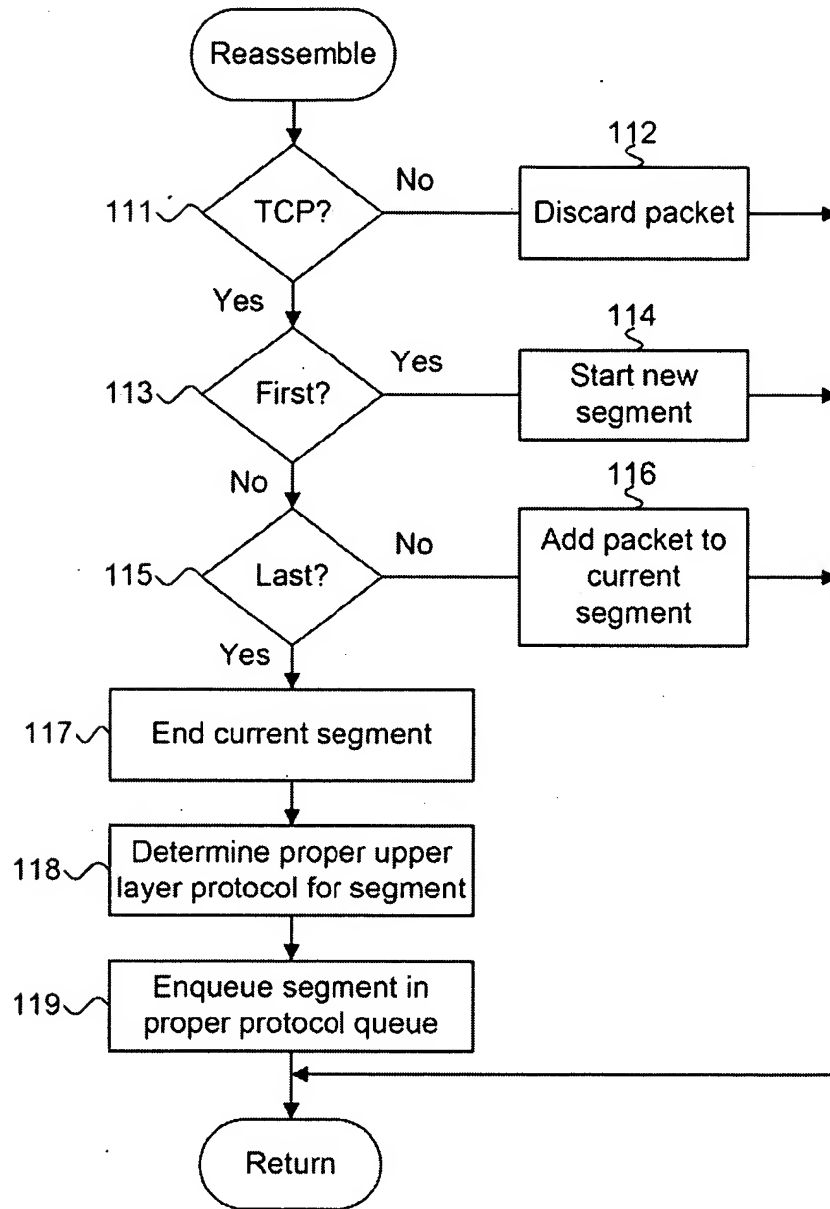 Reassemble
111
TCP?
No
112
Discard packet
Yes
113
First?
Yes
114
Start new
segment
No
115
Last?
No
116
Add packet to
current
segment
Yes
117
End current segment
118
Determine proper upper
layer protocol for segment
119
Enqueue segment in
proper protocol queue
Return